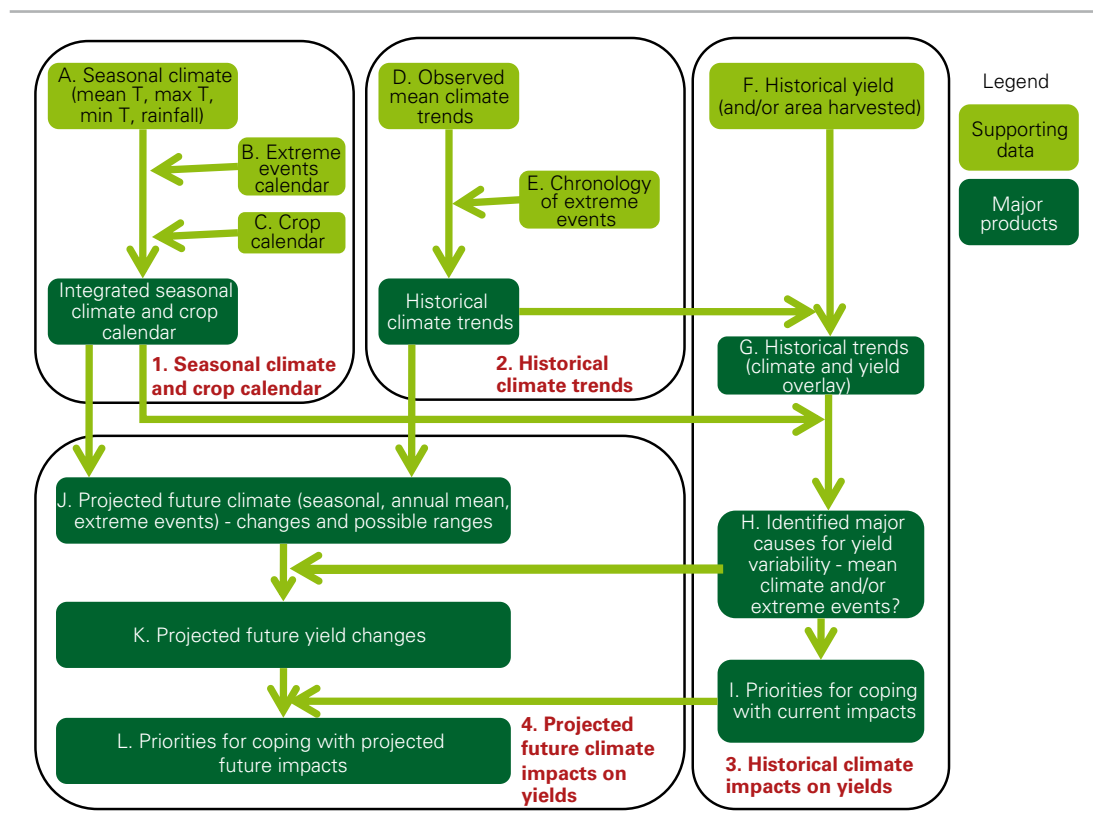 A. Seasonal climate
(mean T, max T,
min T, rainfall)
B. Extreme
events
calendar
C. Crop
calendar
Integrated seasonal
climate and crop
calendar
1. Seasonal climate
and crop calendar
D. Observed
mean climate
trends
E. Chronology
of extreme
events
Historical
climate trends
2. Historical
climate trends
F. Historical yield
(and/or area harvested)
G. Historical trends
(climate and yield
overlay)
H. Identified major
causes for yield
variability - mean
climate and/or
extreme events?
I. Priorities for coping
with current impacts
3. Historical climate
impacts on yields
J. Projected future climate (seasonal, annual mean,
extreme events) - changes and possible ranges
K. Projected future yield changes
L. Priorities for coping with projected
future impacts
4. Projected
future climate
impacts on
yields
Legend
Supporting
data
Major
products